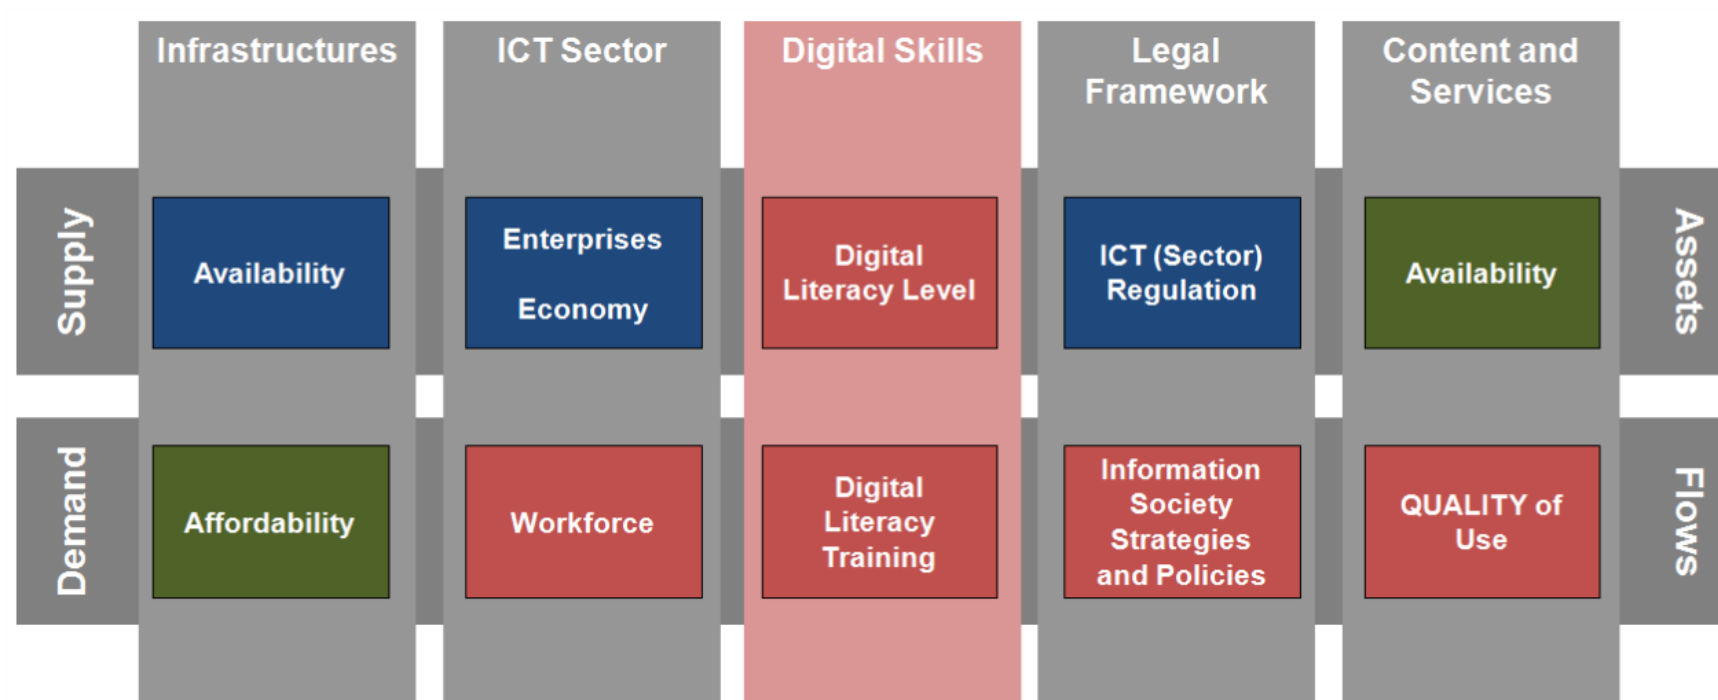 Infrastructures
ICT Sector
Digital Skills
Legal
Framework
Content and
Services
Supply
Availability
Enterprises
Economy
Digital
Literacy Level
ICT (Sector)
Regulation
Availability
Assets
Demand
Affordability
Workforce
Digital
Literacy
Training
Information
Society
Strategies
and Policies
QUALITY of
Use
Flows